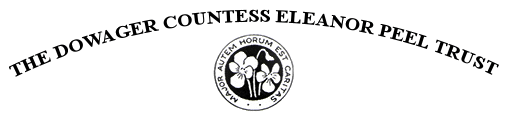 THE DOWAGER COUNTESS ELEANOR PEEL TRUST
MAJOR AUTEM HORUM EST CARITAS